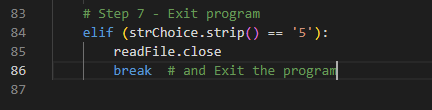 83 # Step 7 - Exit program
84 elif (strChoice.strip() == '5'):
85 readFile.close
86 break  # and Exit the program
87